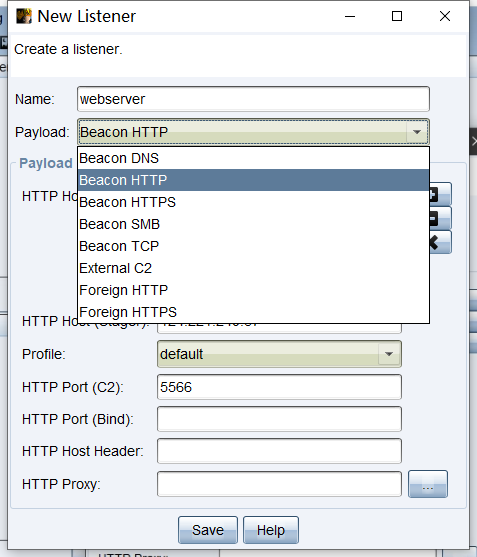 New Listener
Create a listener.
Name: webserver
Payload: Beacon HTTP
Beacon DNS
Beacon HTTP
Beacon HTTPS
Beacon SMB
Beacon TCP
External C2
Foreign HTTP
Foreign HTTPS
Payload
HTTP Ho
HTTP Host (Stager):
Profile: default
HTTP Port (C2): 5566
HTTP Port (Bind):
HTTP Host Header:
HTTP Proxy: ...
Save Help